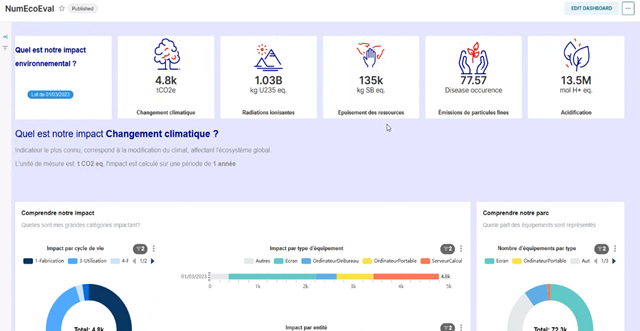 NumEcoEval
Published
EDIT DASHBOARD
Quel est notre impact
environnemental ?
Lot du 01/03/2023
4.8k
tCO2e
Changement climatique
1.03B
kg U235 eq.
Radiations ionisantes
135k
kg SB eq.
Epuisement des ressources
77.57
Disease occurence
Émissions de particules fines
13.5M
mol H+ eq.
Acidification
Quel est notre impact Changement climatique ?
Indicateur le plus connu, correspond à la modification du climat, affectant l'écosystème global.
L'unité de mesure est t CO2 eq, l'impact est calculé sur une période de 1 année
Comprendre notre impact
Quelles sont mes grandes catégories impactant?
Impact par cycle de vie
2
1-Fabrication
3-Utilisation
4-F
1/2
Total: 4.8k
Impact par type d'équipement
2
Autres
Ecran
OrdinateurDeBureau
OrdinateurPortable
ServeurCalcul
01/03/2023
4.8k
0
1k
2k
3k
4k
5k
Impact par entité
Comprendre notre parc
Quelle part des équipements sont représentés
Nombre d'équipements par type
2
Ecran
OrdinateurPortable
Aut
1/3
Total: 72.3k